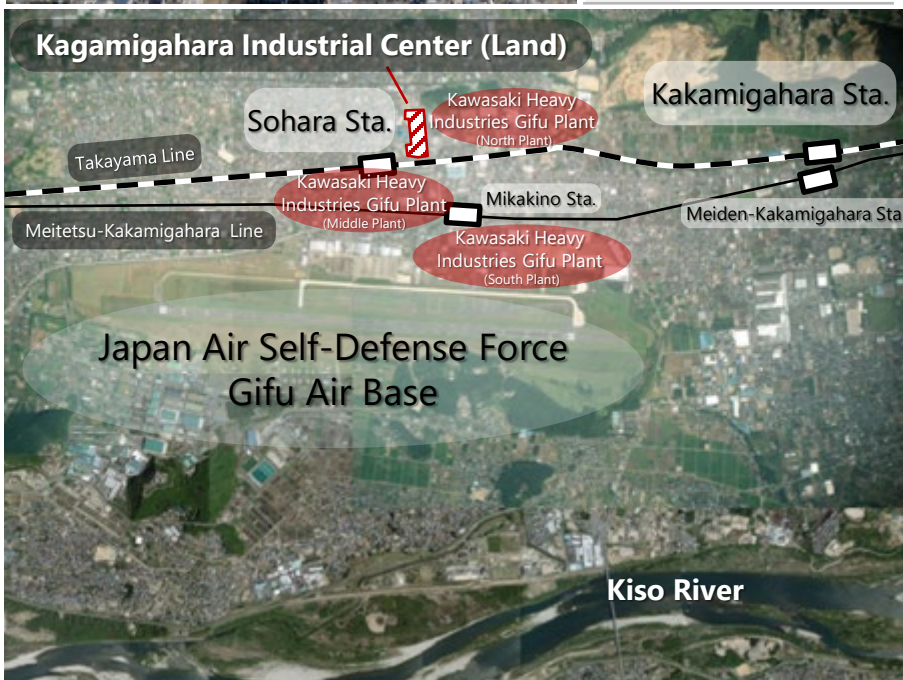 Kagamigahara Industrial Center (Land)
Kakamigahara Sta.
Sohara Sta.
Kawasaki Heavy
Industries Gifu Plant
(North Plant)
Takayama Line
Kawasaki Heavy
Industries Gifu Plant
(Middle Plant)
Mikakino Sta.
Meiden-Kakamigahara Sta
Meitetsu-Kakamigahara Line
Kawasaki Heavy
Industries Gifu Plant
(South Plant)
Japan Air Self-Defense Force
Gifu Air Base
Kiso River